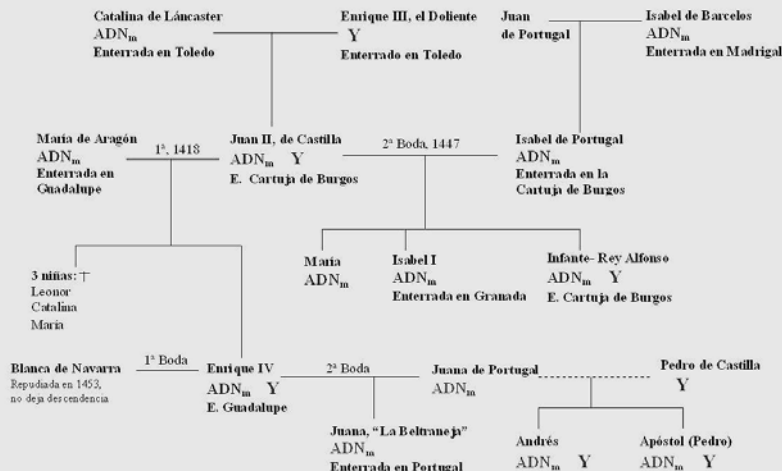 Catalina de Láncaster
ADNm
Enterrada en Toledo
Enrique III, el Doliente
Y
Enterrado en Toledo
Juan
de Portugal
Isabel de Barcelos
ADNm
Enterrada en Madrigal
María de Aragón
ADNm
Enterrada en
Guadalupe
1ª, 1418
Juan II, de Castilla
ADNm Y
E. Cartuja de Burgos
2ª Boda, 1447
Isabel de Portugal
ADNm
Enterrada en la
Cartuja de Burgos
3 niñas: †
Leonor
Catalina
María
María
ADNm
Isabel I
ADNm
Enterrada en Granada
Infante- Rey Alfonso
ADNm Y
E. Cartuja de Burgos
Blanca de Navarra
Repudiada en 1453,
no deja descendencia
1ª Boda
Enrique IV
ADNm Y
E. Guadalupe
2ª Boda
Juana de Portugal
ADNm
Pedro de Castilla
Y
Juana, “La Beltraneja”
ADNm
Enterrada en Portugal
Andrés
ADNm Y
Apóstol (Pedro)
ADNm Y